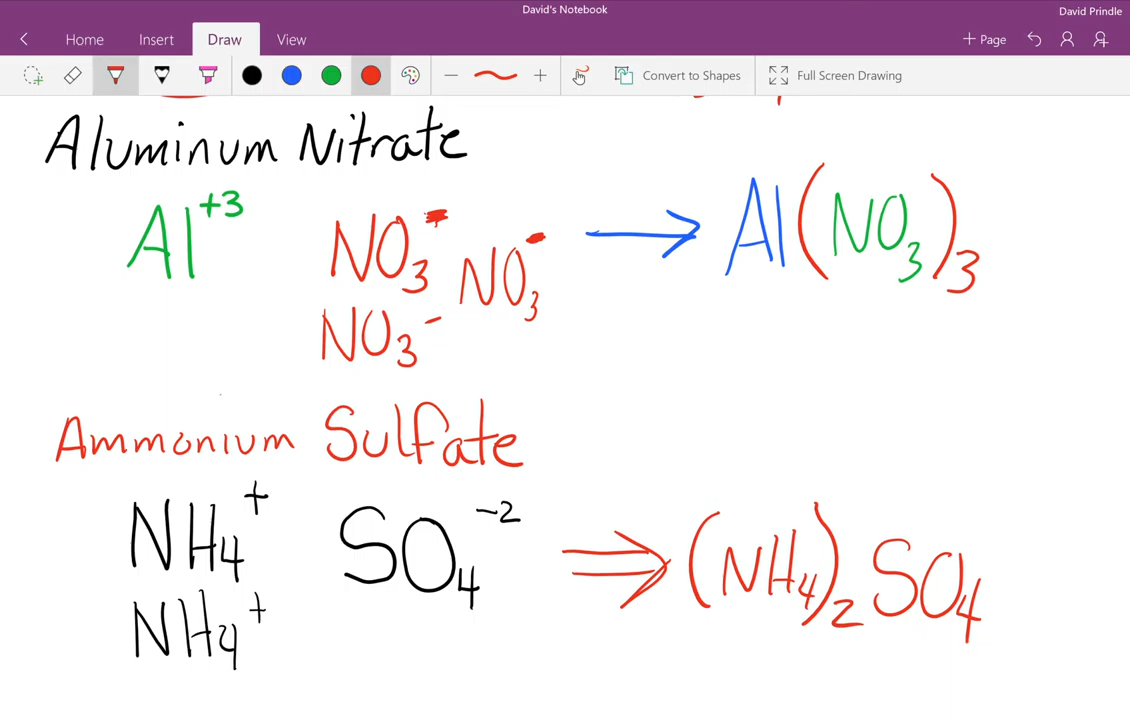 David's Notebook
David Prindle
Home Insert Draw View + Page
Convert to Shapes Full Screen Drawing
Aluminum Nitrate
Al⁺³ NO₃⁻ NO₃⁻ → Al(NO₃)₃
NO₃⁻
Ammonium Sulfate
NH₄⁺ SO₄⁻² ⇒ (NH₄)₂SO₄
NH₄⁺